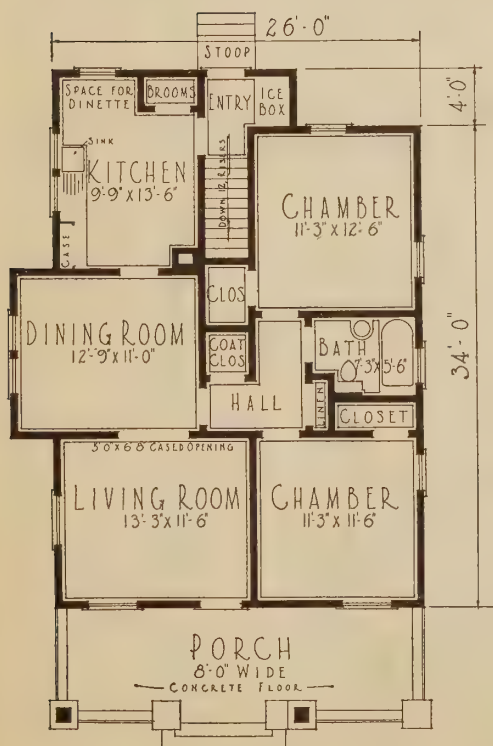 26'-0"
STOOP
SPACE FOR
DINETTE
BROOMS
ENTRY
ICE
BOX
4'-0"
SINK
KITCHEN
9'-9" X 13'-6"
DOWN 12 RISERS
CASE
CHAMBER
11'-3" X 12'-6"
CLOS
DINING ROOM
12'-9" X 11'-0"
COAT
CLOS
BATH
7'-3" X 5'-6"
34'-0"
HALL
LINEN
CLOSET
5'0 X 6'8" CASED OPENING
LIVING ROOM
13'-3" X 11'-6"
CHAMBER
11'-3" X 11'-6"
PORCH
8'-0" WIDE
CONCRETE FLOOR